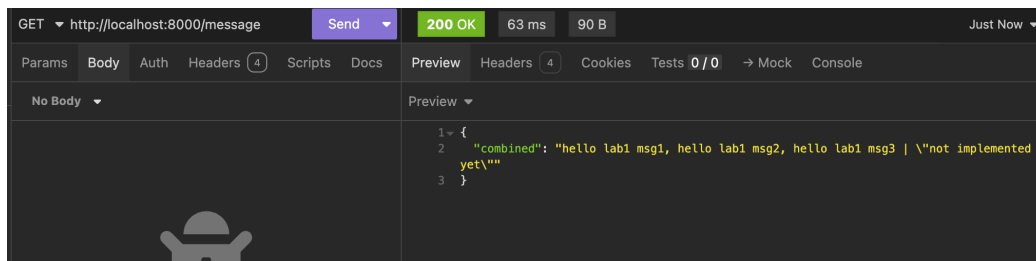 GET http://localhost:8000/message Send 200 OK 63 ms 90 B Just Now
Params Body Auth Headers 4 Scripts Docs Preview Headers 4 Cookies Tests 0 / 0 → Mock Console
No Body Preview
1 {
2 "combined": "hello lab1 msg1, hello lab1 msg2, hello lab1 msg3 | \"not implemented
yet\""
3 }